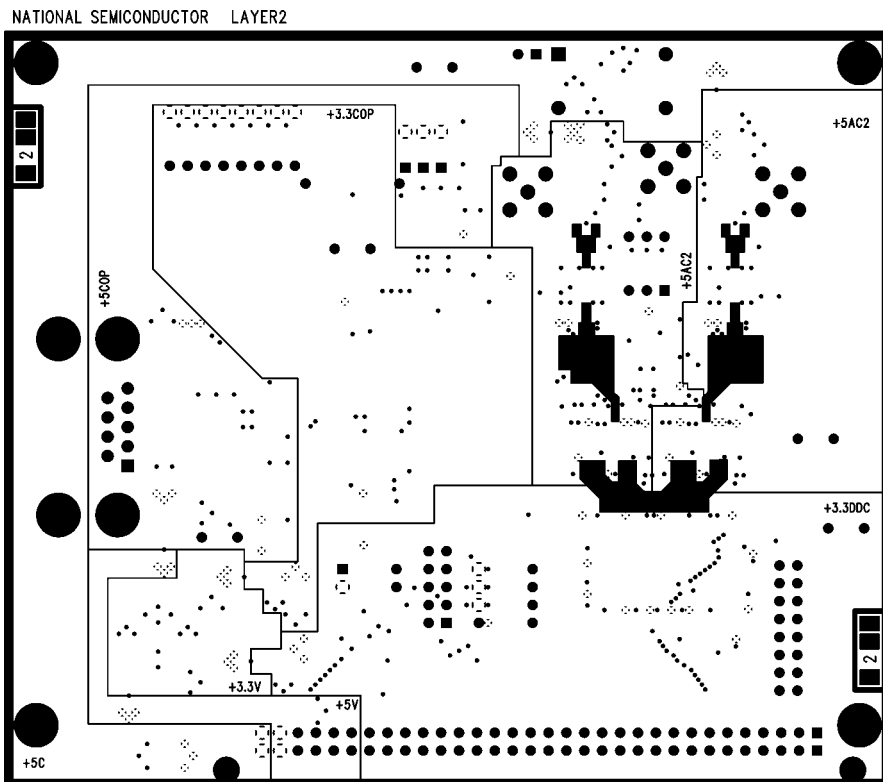 NATIONAL SEMICONDUCTOR LAYER2
+3.3COP
+5AC2
2
+5AC2
+5COP
+3.3DDC
2
+3.3V
+5V
+5C